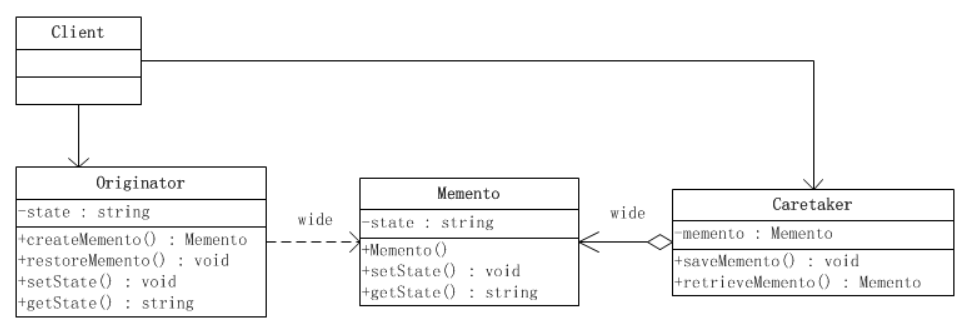 Client
Originator
-state : string
+createMemento() : Memento
+restoreMemento() : void
+setState() : void
+getState() : string
wide
Memento
-state : string
+Memento()
+setState() : void
+getState() : string
wide
Caretaker
-memento : Memento
+saveMemento() : void
+retrieveMemento() : Memento